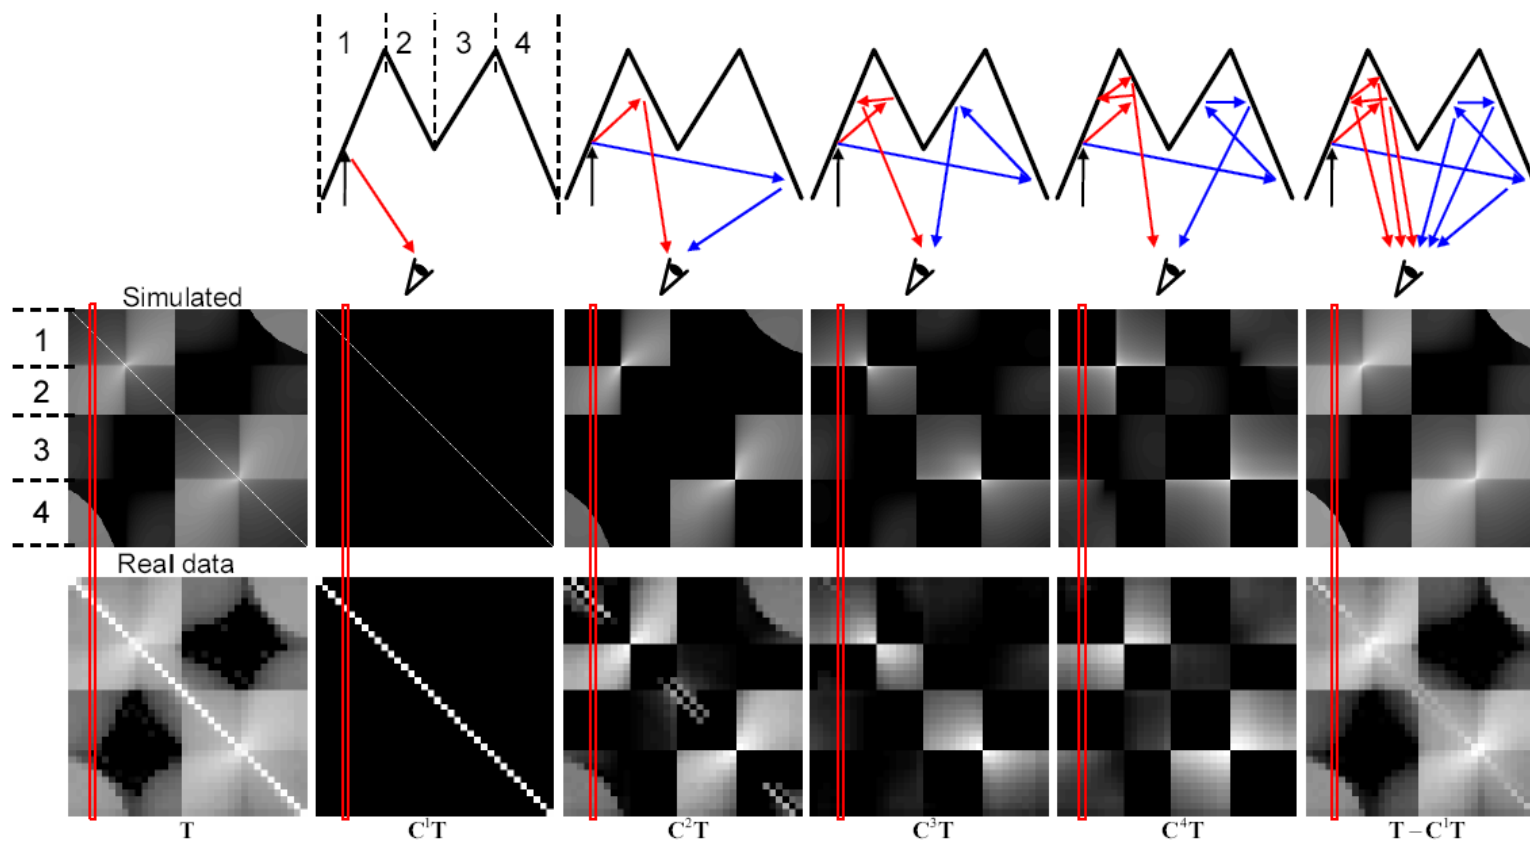 1 2 3 4
Simulated
1
2
3
4
Real data
T C¹T C²T C³T C⁴T T – C¹T